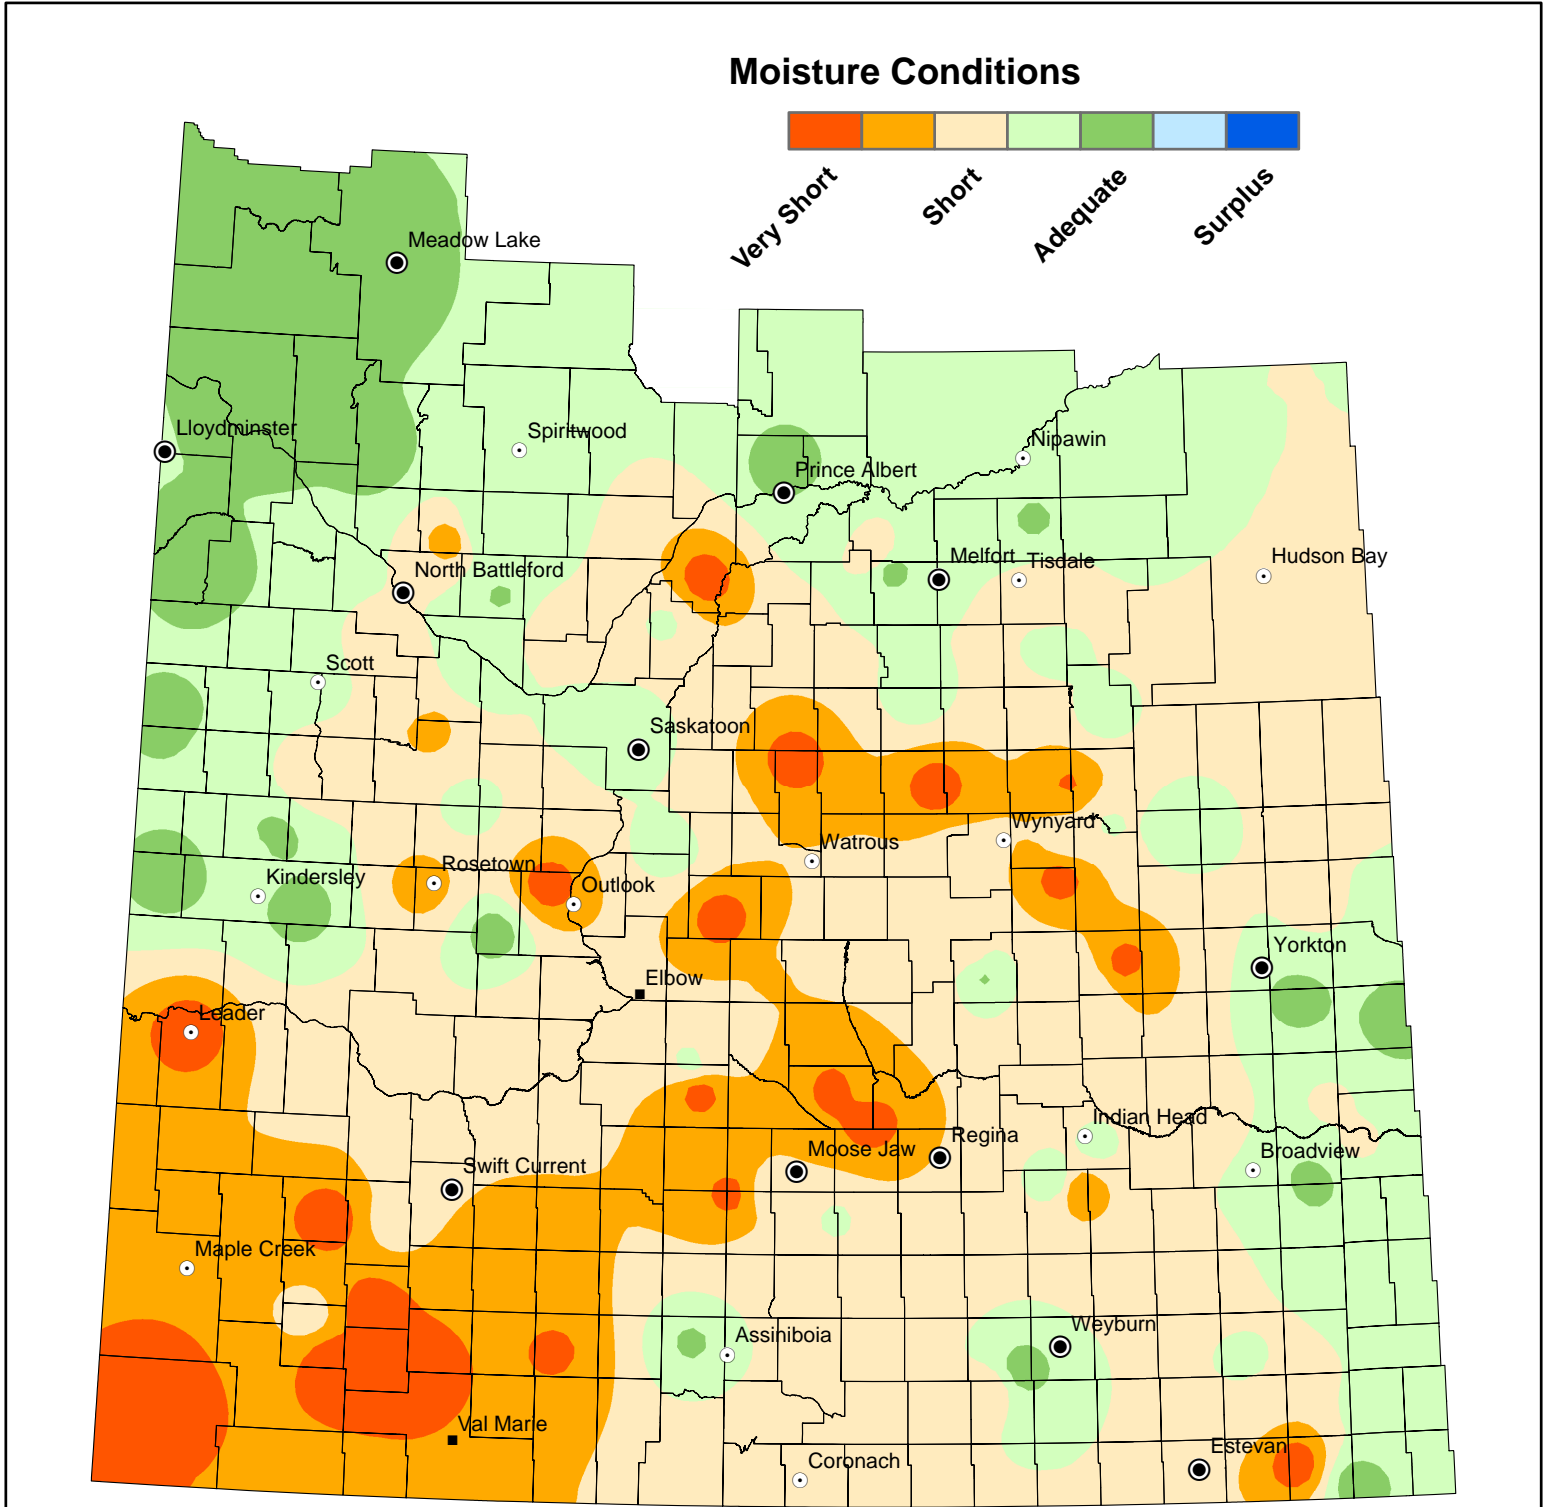 Moisture Conditions
Very Short
Short
Adequate
Surplus
Meadow Lake
Lloydminster
Spiritwood
Nipawin
Prince Albert
Hudson Bay
Melfort
Tisdale
North Battleford
Scott
Saskatoon
Wynyard
Watrous
Rosetown
Kindersley
Outlook
Yorkton
Elbow
Leader
Indian Head
Regina
Moose Jaw
Broadview
Swift Current
Maple Creek
Weyburn
Assiniboia
Val Marie
Estevan
Coronach